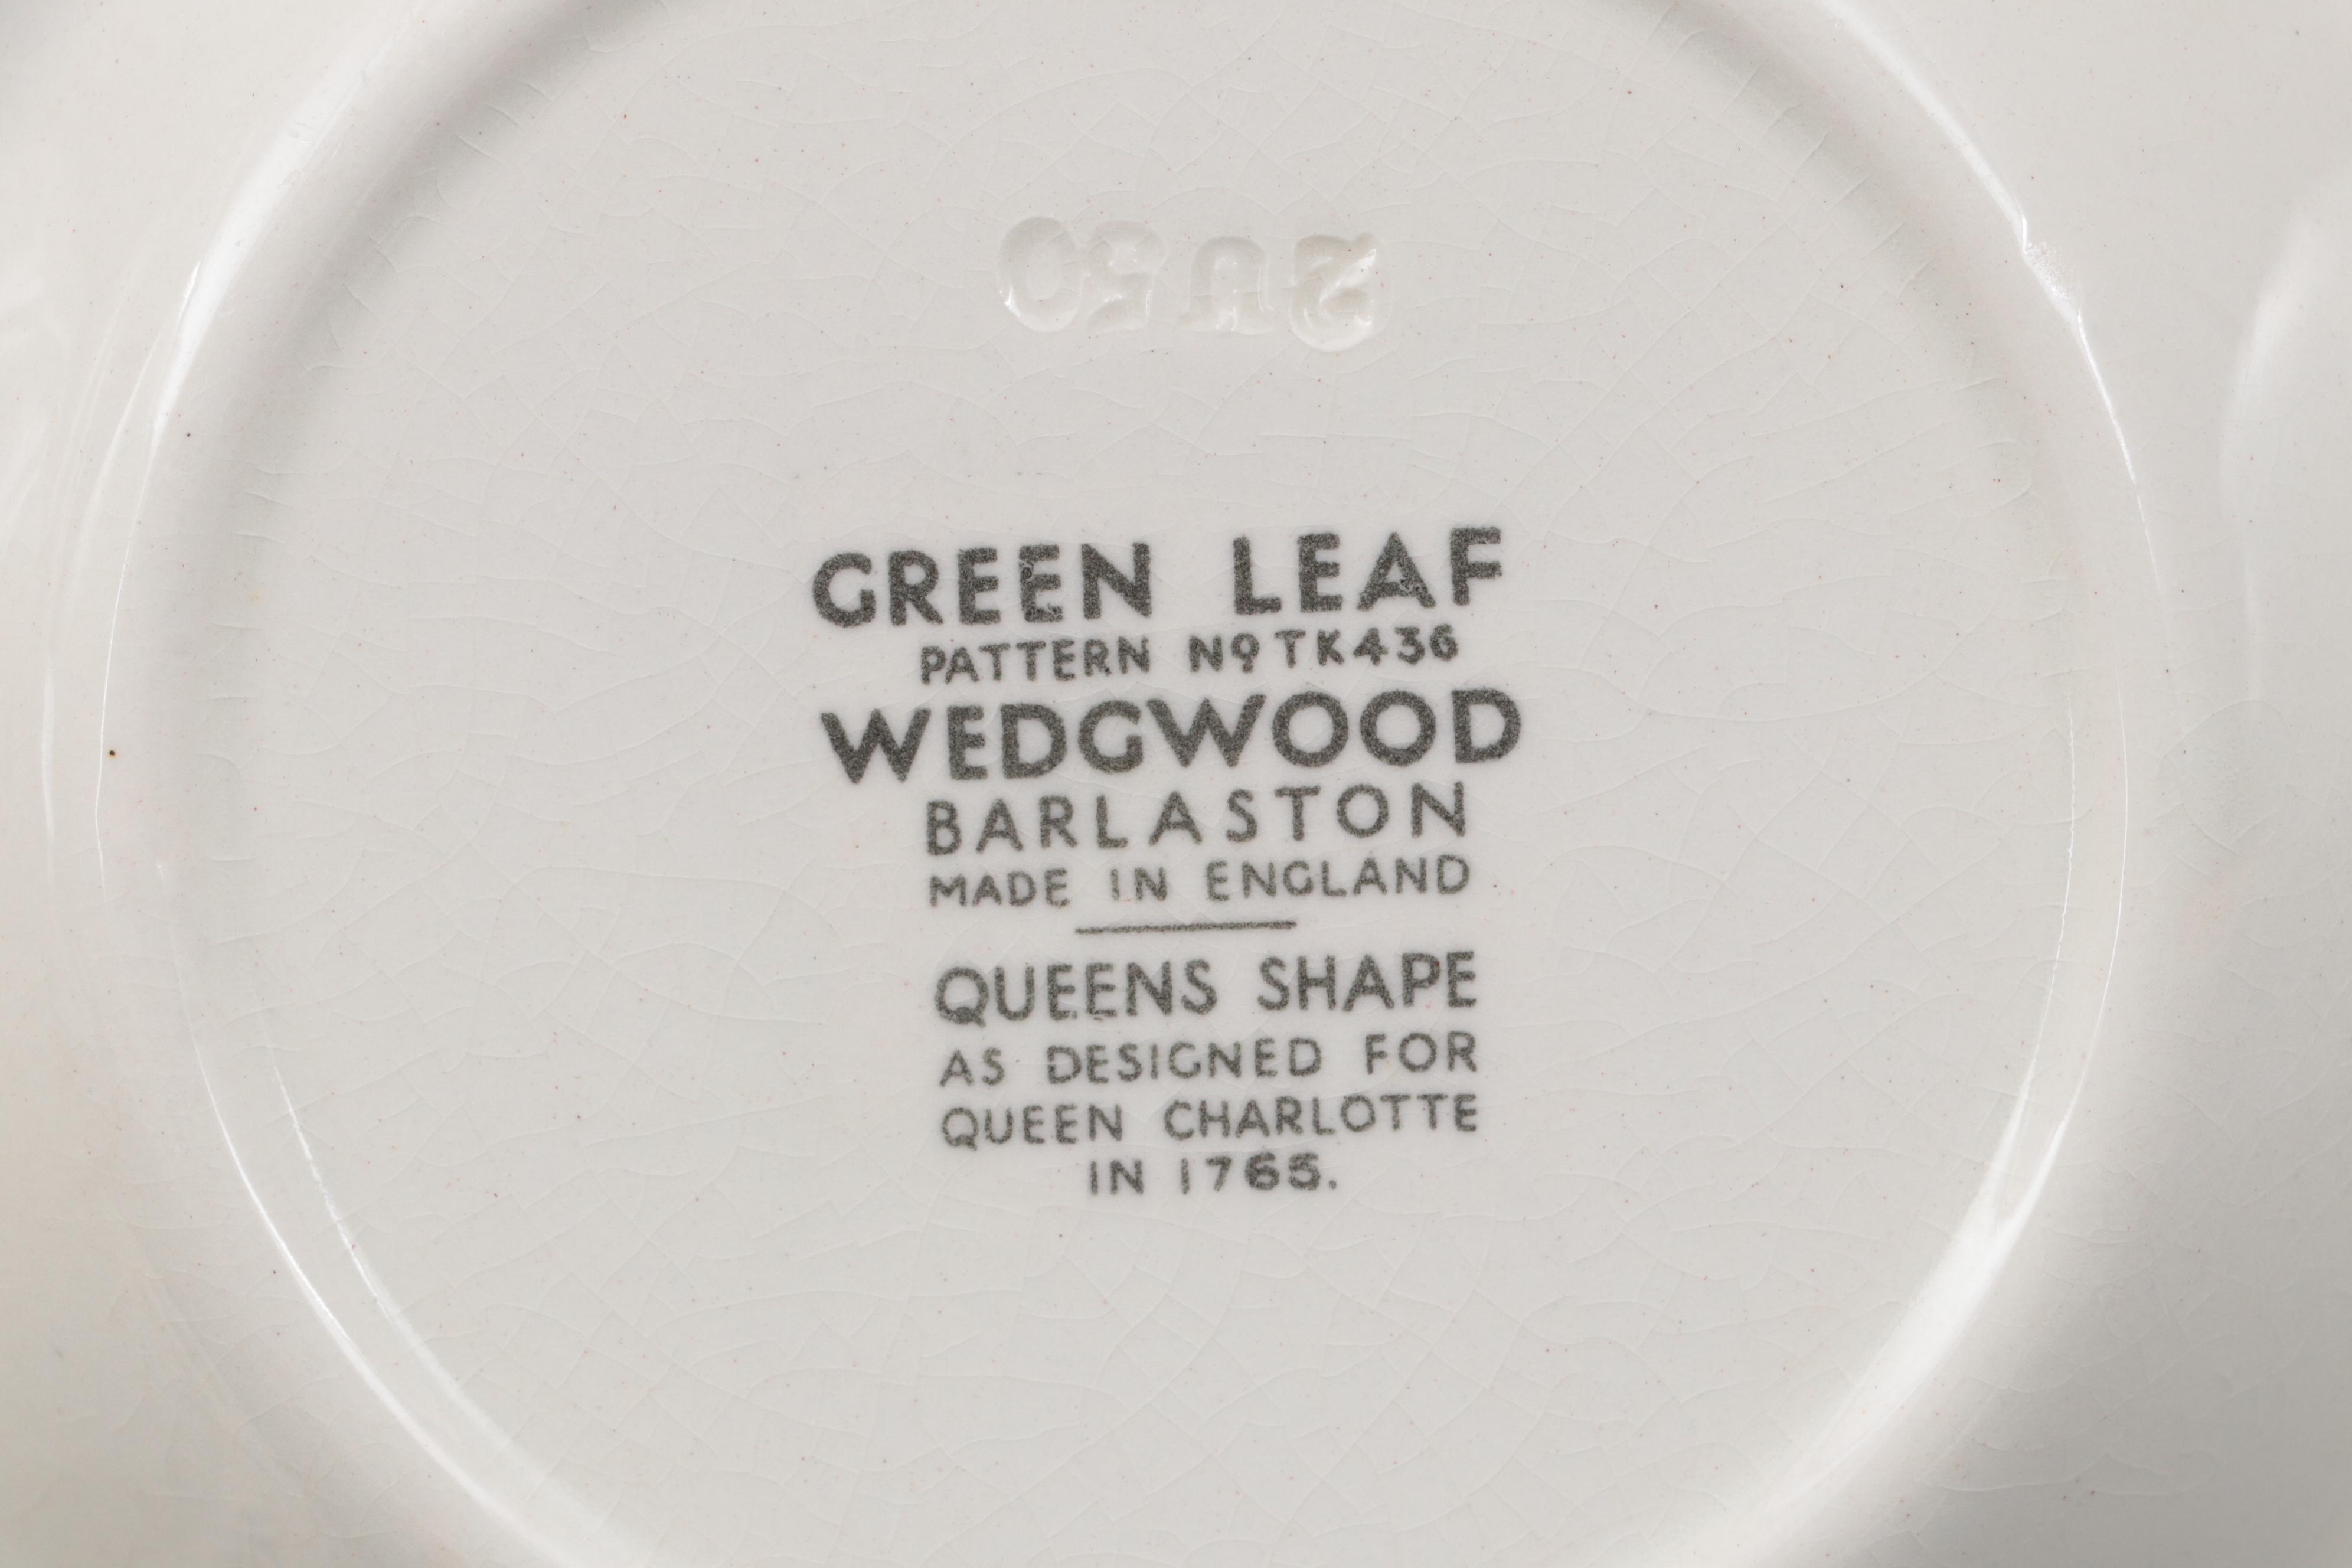 2U50
GREEN LEAF
PATTERN Nº TK436
WEDGWOOD
BARLASTON
MADE IN ENGLAND
QUEENS SHAPE
AS DESIGNED FOR
QUEEN CHARLOTTE
IN 1765.